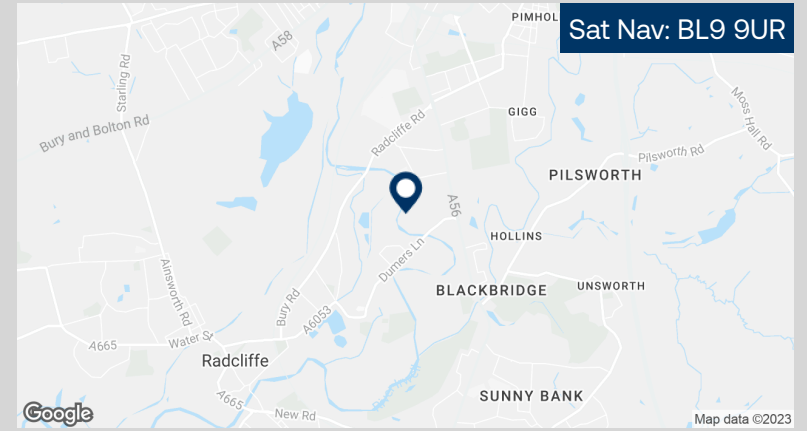 PIMHOL
Sat Nav: BL9 9UR
A58
Starling Rd
Moss Hall Rd
GIGG
Bury and Bolton Rd
Radcliffe Rd
Pilsworth Rd
PILSWORTH
A56
HOLLINS
Dumers Ln
Ainsworth Rd
BLACKBRIDGE
UNSWORTH
Bury Rd
A6053
Water St
A665
Radcliffe
A665
SUNNY BANK
New Rd
Google
Map data ©2023